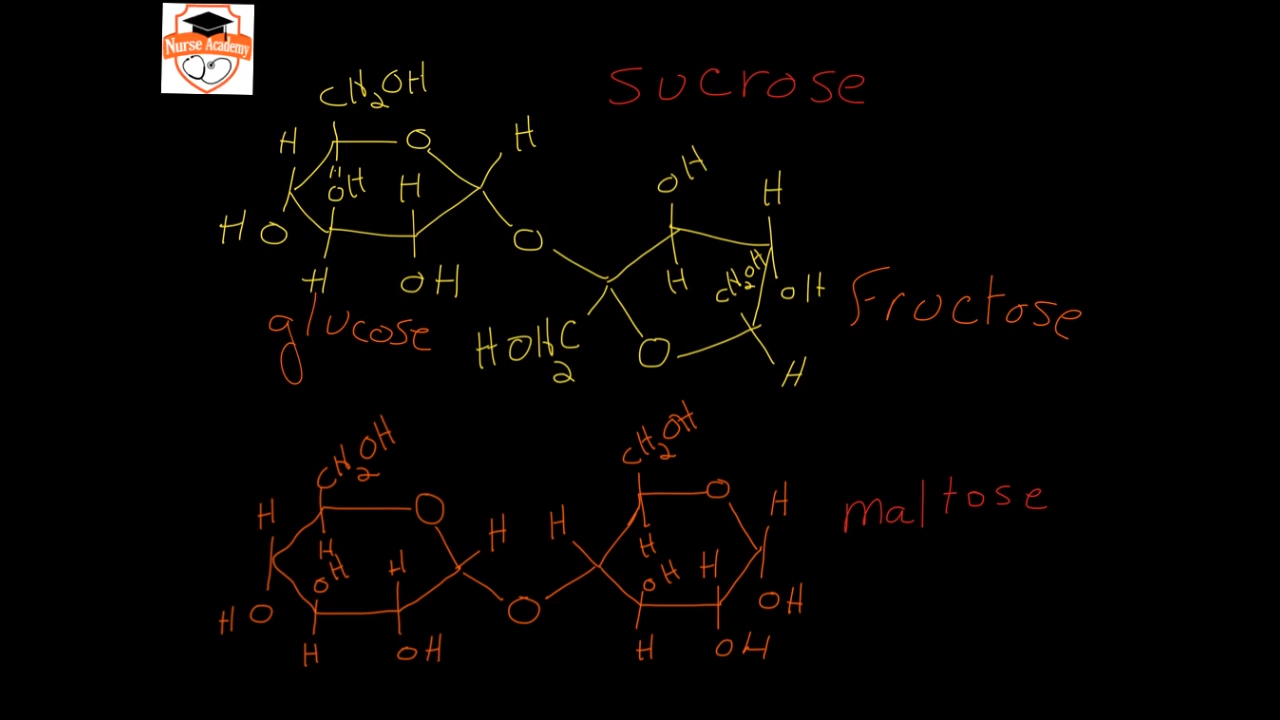 Nurse Academy
sucrose
CH2OH
H O H
OH H
HO O
H OH
glucose
OH H
H CH2OH OH
HOH2C O H
Fructose
CH2OH
H O H
H
OH H
HO O
H OH
CH2OH
H O H
H
OH H
OH
H OH
maltose